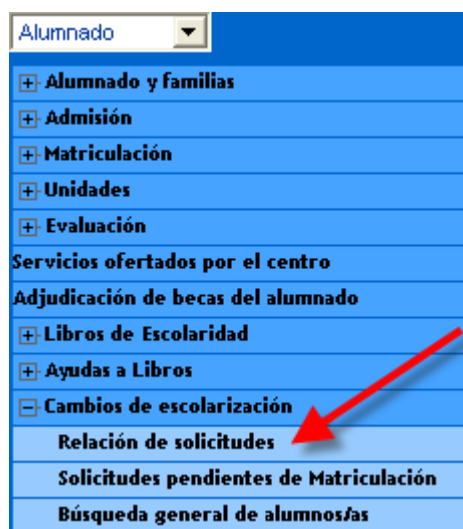 Alumnado
Alumnado y familias
Admisión
Matriculación
Unidades
Evaluación
Servicios ofertados por el centro
Adjudicación de becas del alumnado
Libros de Escolaridad
Ayudas a Libros
Cambios de escolarización
Relación de solicitudes
Solicitudes pendientes de Matriculación
Búsqueda general de alumnos/as